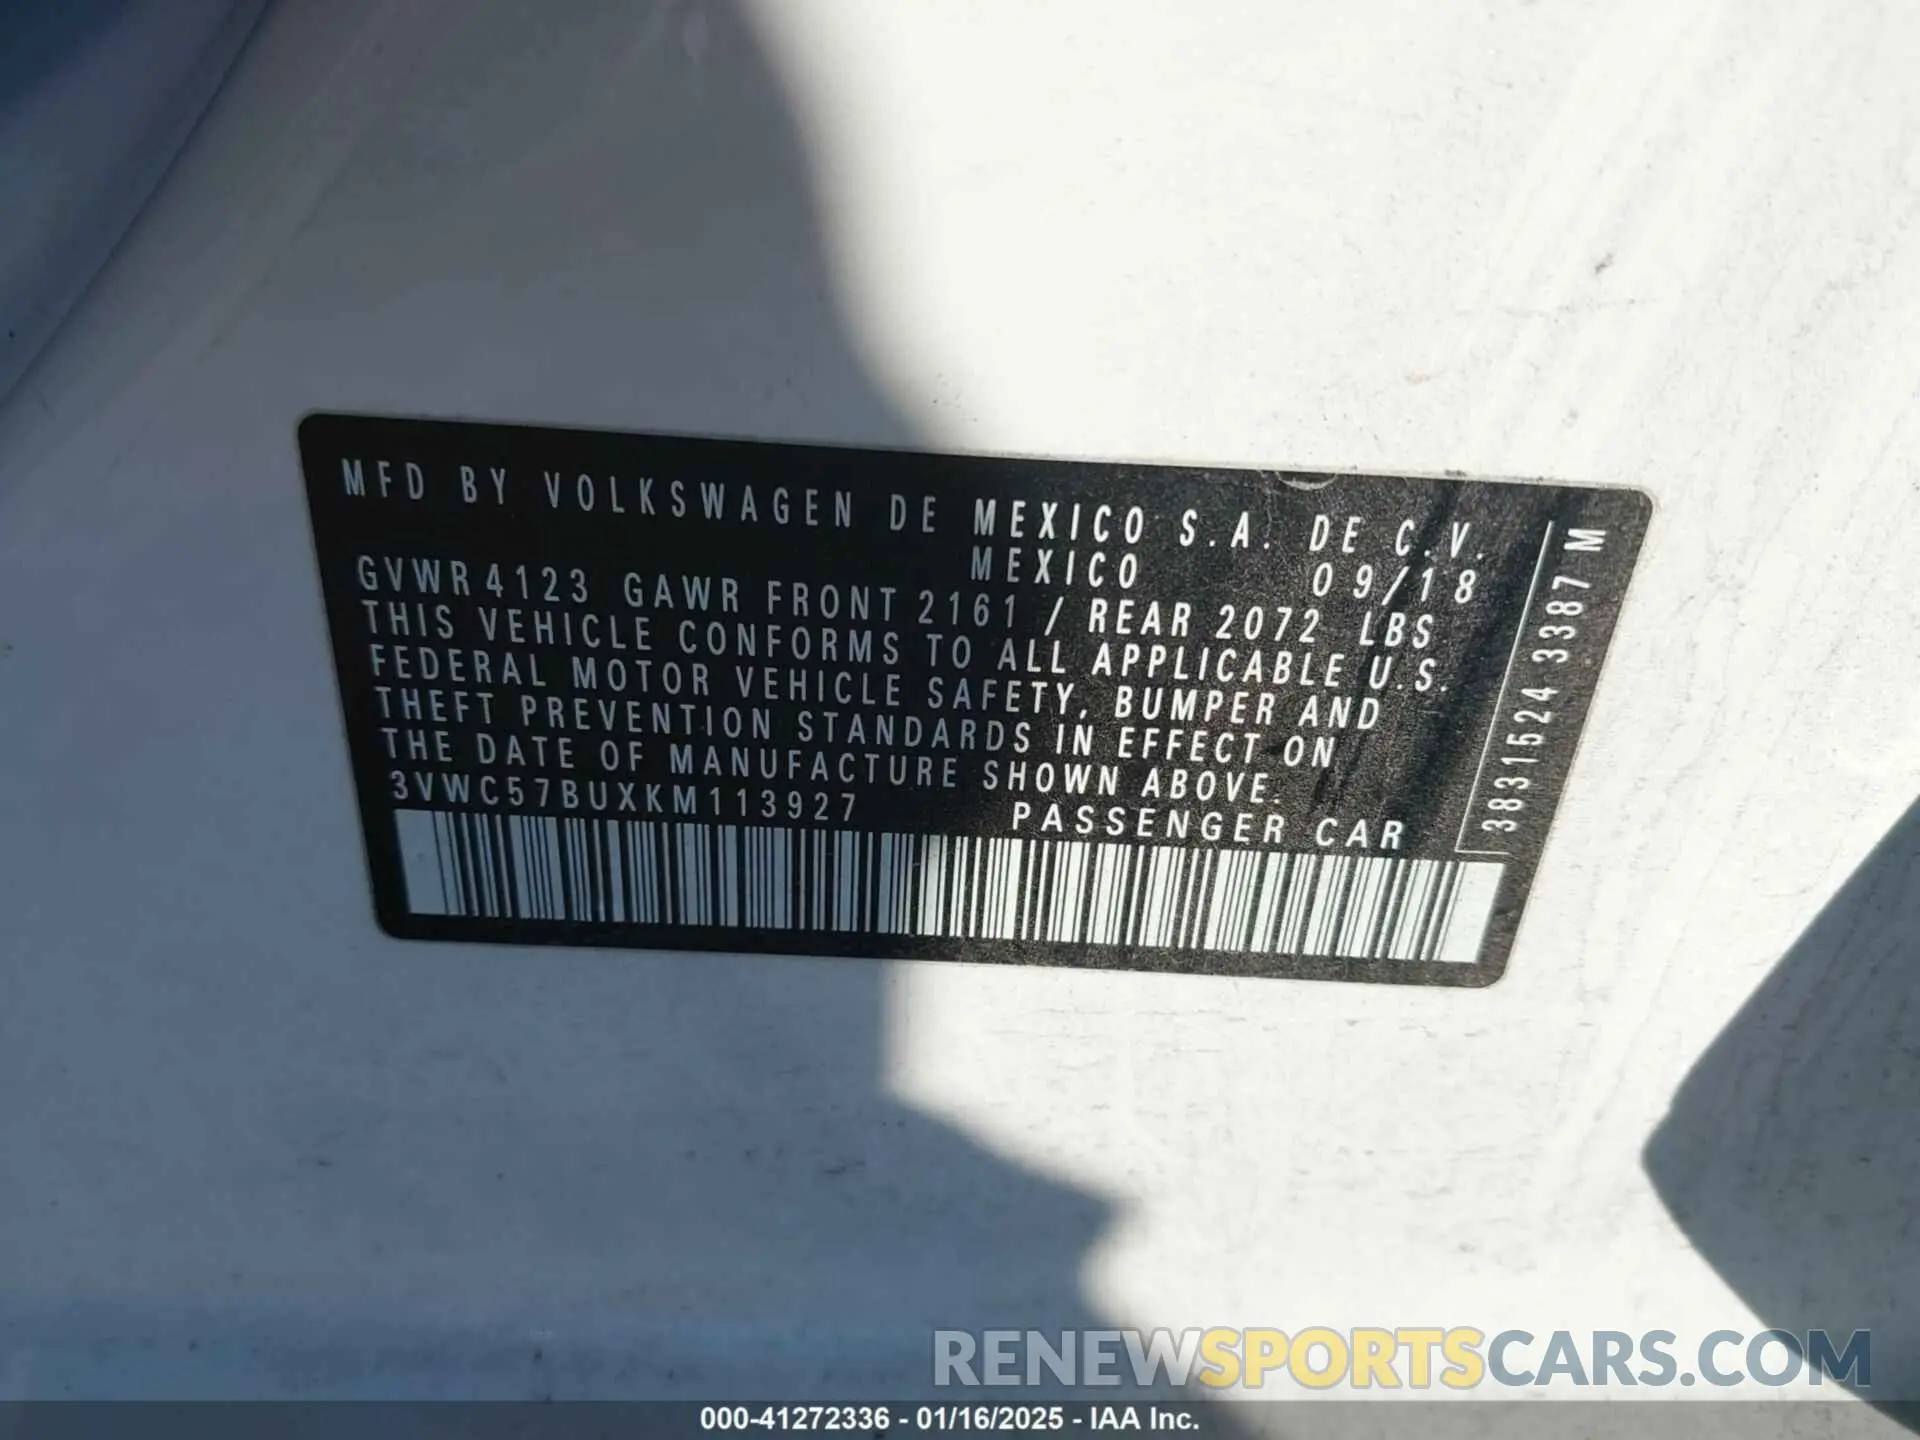 MFD BY VOLKSWAGEN DE MEXICO S.A. DE C.V.
MEXICO 09/18
GVWR 4123 GAWR FRONT 2161 / REAR 2072 LBS
THIS VEHICLE CONFORMS TO ALL APPLICABLE U.S.
FEDERAL MOTOR VEHICLE SAFETY, BUMPER AND
THEFT PREVENTION STANDARDS IN EFFECT ON
THE DATE OF MANUFACTURE SHOWN ABOVE.
3VWC57BUXKM113927 PASSENGER CAR
3831524 3387 M
RENEWSPORTSCARS.COM
000-41272336 - 01/16/2025 - IAA Inc.